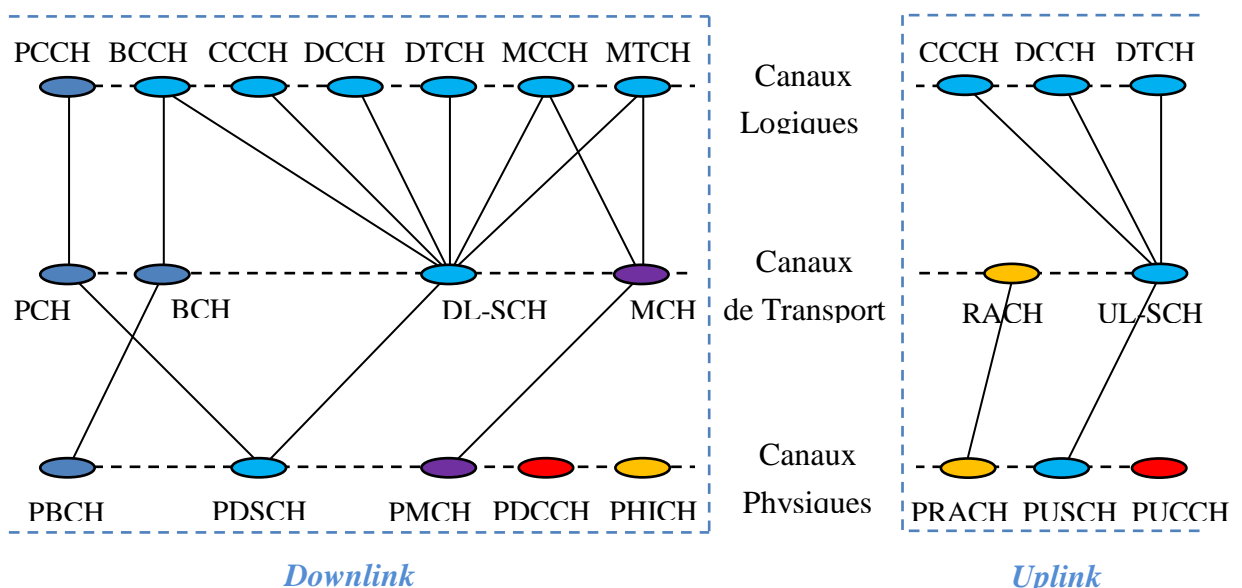 PCCH BCCH CCCH DCCH DTCH MCCH MTCH
Canaux
Logiques
CCCH DCCH DTCH
PCH BCH DL-SCH MCH
Canaux
de Transport
RACH UL-SCH
PBCH PDSCH PMCH PDCCH PHICH
Canaux
Physiques
PRACH PUSCH PUCCH
Downlink
Uplink